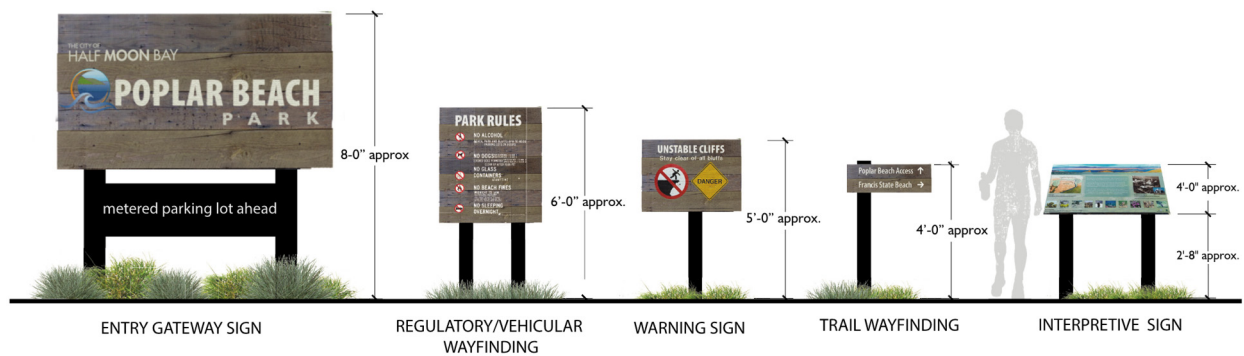 THE CITY OF
HALF MOON BAY
POPLAR BEACH
PARK
metered parking lot ahead
8-0” approx
ENTRY GATEWAY SIGN
PARK RULES
NO ALCOHOL
NO DOGS
NO GLASS
CONTAINERS
NO BEACH FIRES
NO SLEEPING
OVERNIGHT
6’-0” approx.
REGULATORY/VEHICULAR
WAYFINDING
UNSTABLE CLIFFS
Stay clear of all bluffs
DANGER
5’-0” approx.
WARNING SIGN
Poplar Beach Access ↑
Francis State Beach →
4’-0” approx
TRAIL WAYFINDING
4’-0” approx.
2’-8” approx.
INTERPRETIVE SIGN